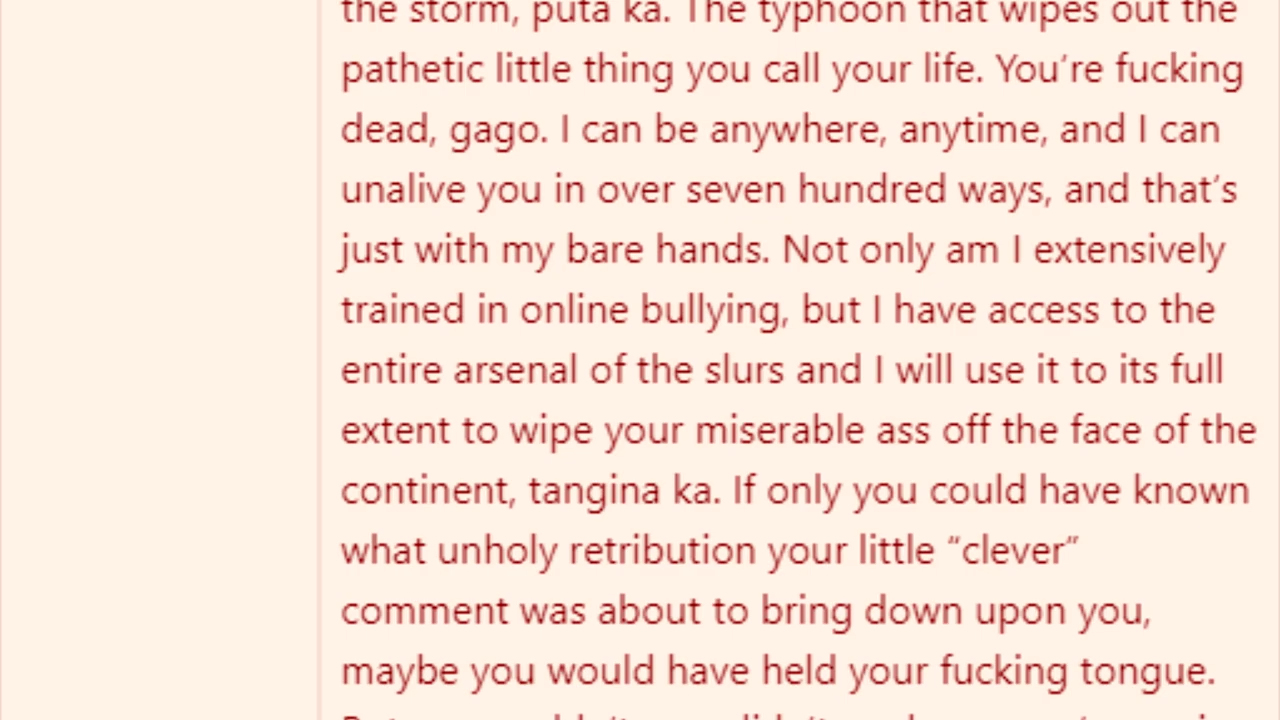 the storm, puta ka. The typhoon that wipes out the
pathetic little thing you call your life. You’re fucking
dead, gago. I can be anywhere, anytime, and I can
unalive you in over seven hundred ways, and that’s
just with my bare hands. Not only am I extensively
trained in online bullying, but I have access to the
entire arsenal of the slurs and I will use it to its full
extent to wipe your miserable ass off the face of the
continent, tangina ka. If only you could have known
what unholy retribution your little “clever”
comment was about to bring down upon you,
maybe you would have held your fucking tongue.